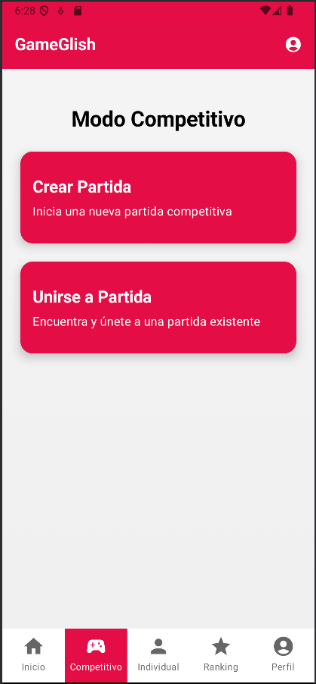 6:28
GameGlish
Modo Competitivo
Crear Partida
Inicia una nueva partida competitiva
Unirse a Partida
Encuentra y únete a una partida existente
Inicio Competitivo Individual Ranking Perfil